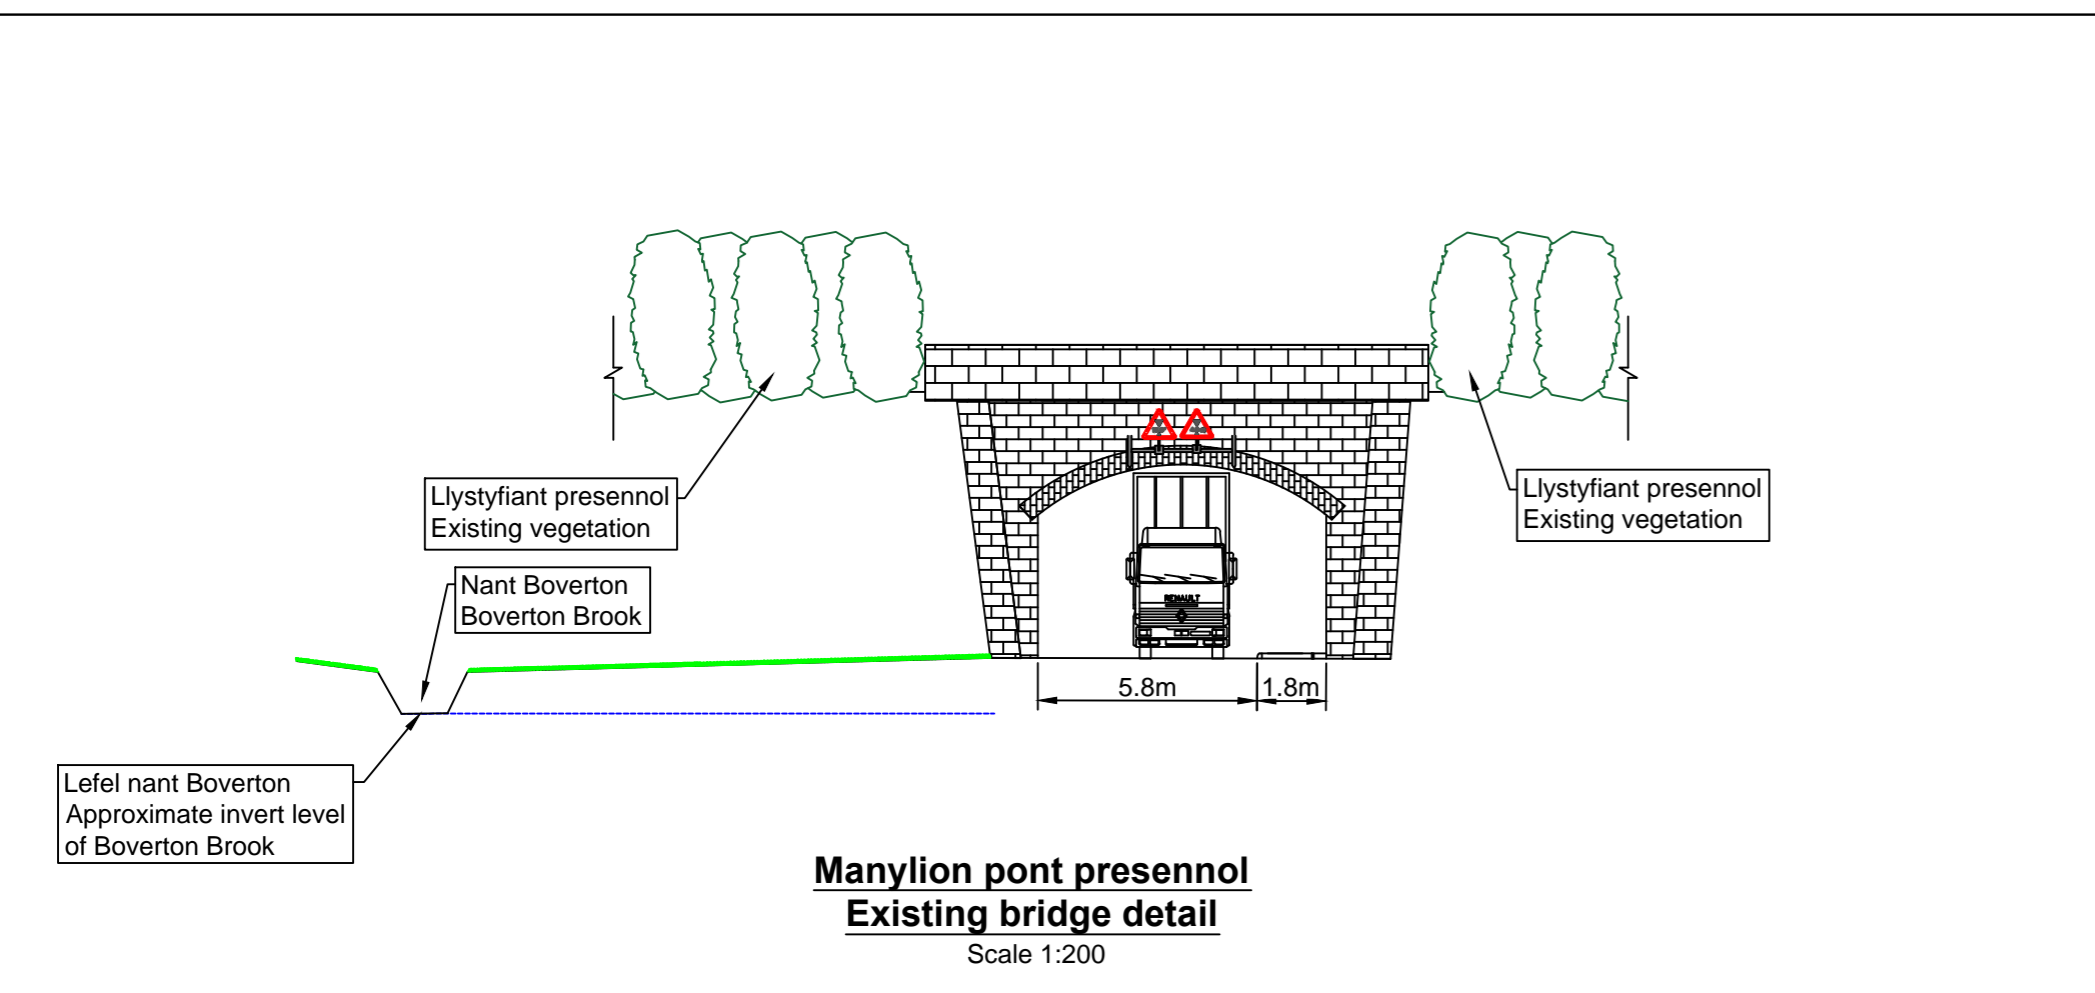 Llystyfiant presennol
Existing vegetation
Llystyfiant presennol
Existing vegetation
Nant Boverton
Boverton Brook
RENAULT
5.8m
1.8m
Lefel nant Boverton
Approximate invert level
of Boverton Brook
Manylion pont presennol
Existing bridge detail
Scale 1:200